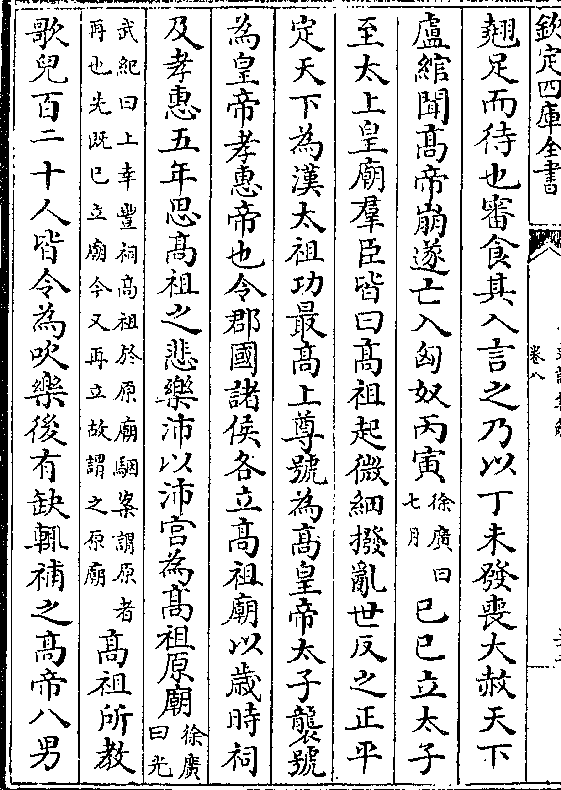 欽定四庫全書
卷八
翹足而待也審食其入言之乃以丁未發喪大赦天下
盧綰聞高帝崩遂亡入匈奴丙寅
徐廣曰
七月
己巳立太子
至太上皇廟羣臣皆曰高祖起微細撥亂世反之正平
定天下為漢太祖功最高上尊號為高皇帝太子襲號
為皇帝孝惠帝也令郡國諸侯各立高祖廟以歲時祠
及孝惠五年思高祖之悲樂沛以沛宫為高祖原廟
徐廣
曰光
武紀曰上幸豐祠高祖於原廟駰案謂原者
再也先既已立廟今又再立故謂之原廟
高祖所教
歌兒百二十人皆令為吹樂後有缺輒補之高帝八男